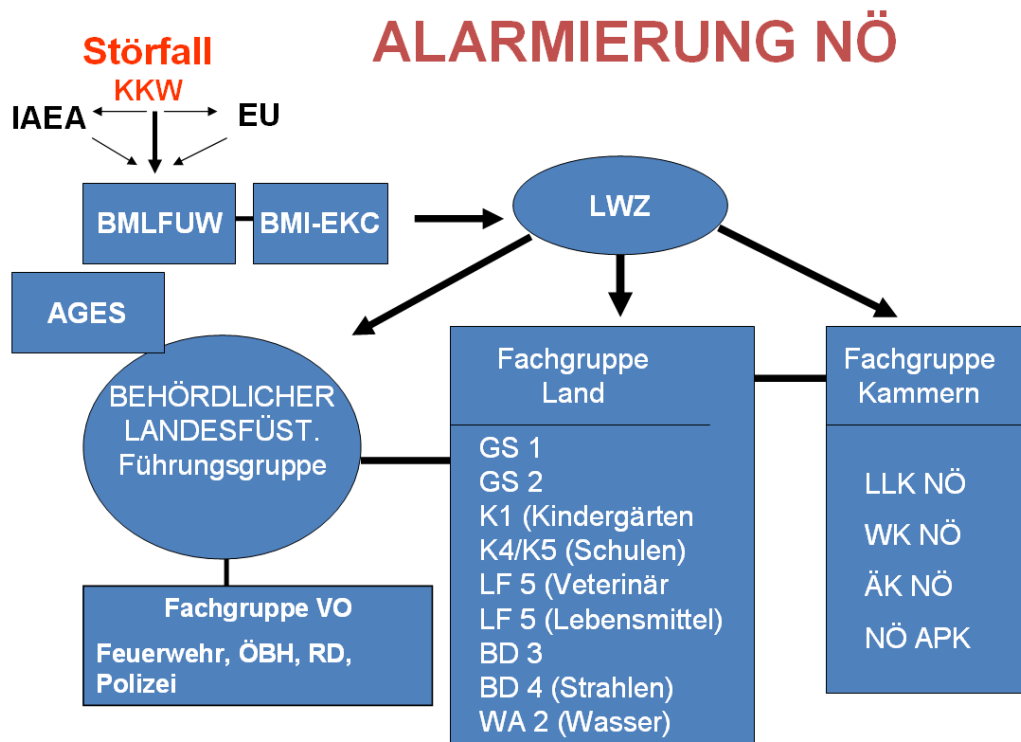 ALARMIERUNG NÖ
Störfall
KKW
IAEA
EU
BMLFUW
BMI-EKC
LWZ
AGES
BEHÖRDLICHER
LANDESFÜST.
Führungsgruppe
Fachgruppe VO
Feuerwehr, ÖBH, RD,
Polizei
Fachgruppe
Land
GS 1
GS 2
K1 (Kindergärten
K4/K5 (Schulen)
LF 5 (Veterinär
LF 5 (Lebensmittel)
BD 3
BD 4 (Strahlen)
WA 2 (Wasser)
Fachgruppe
Kammern
LLK NÖ
WK NÖ
ÄK NÖ
NÖ APK